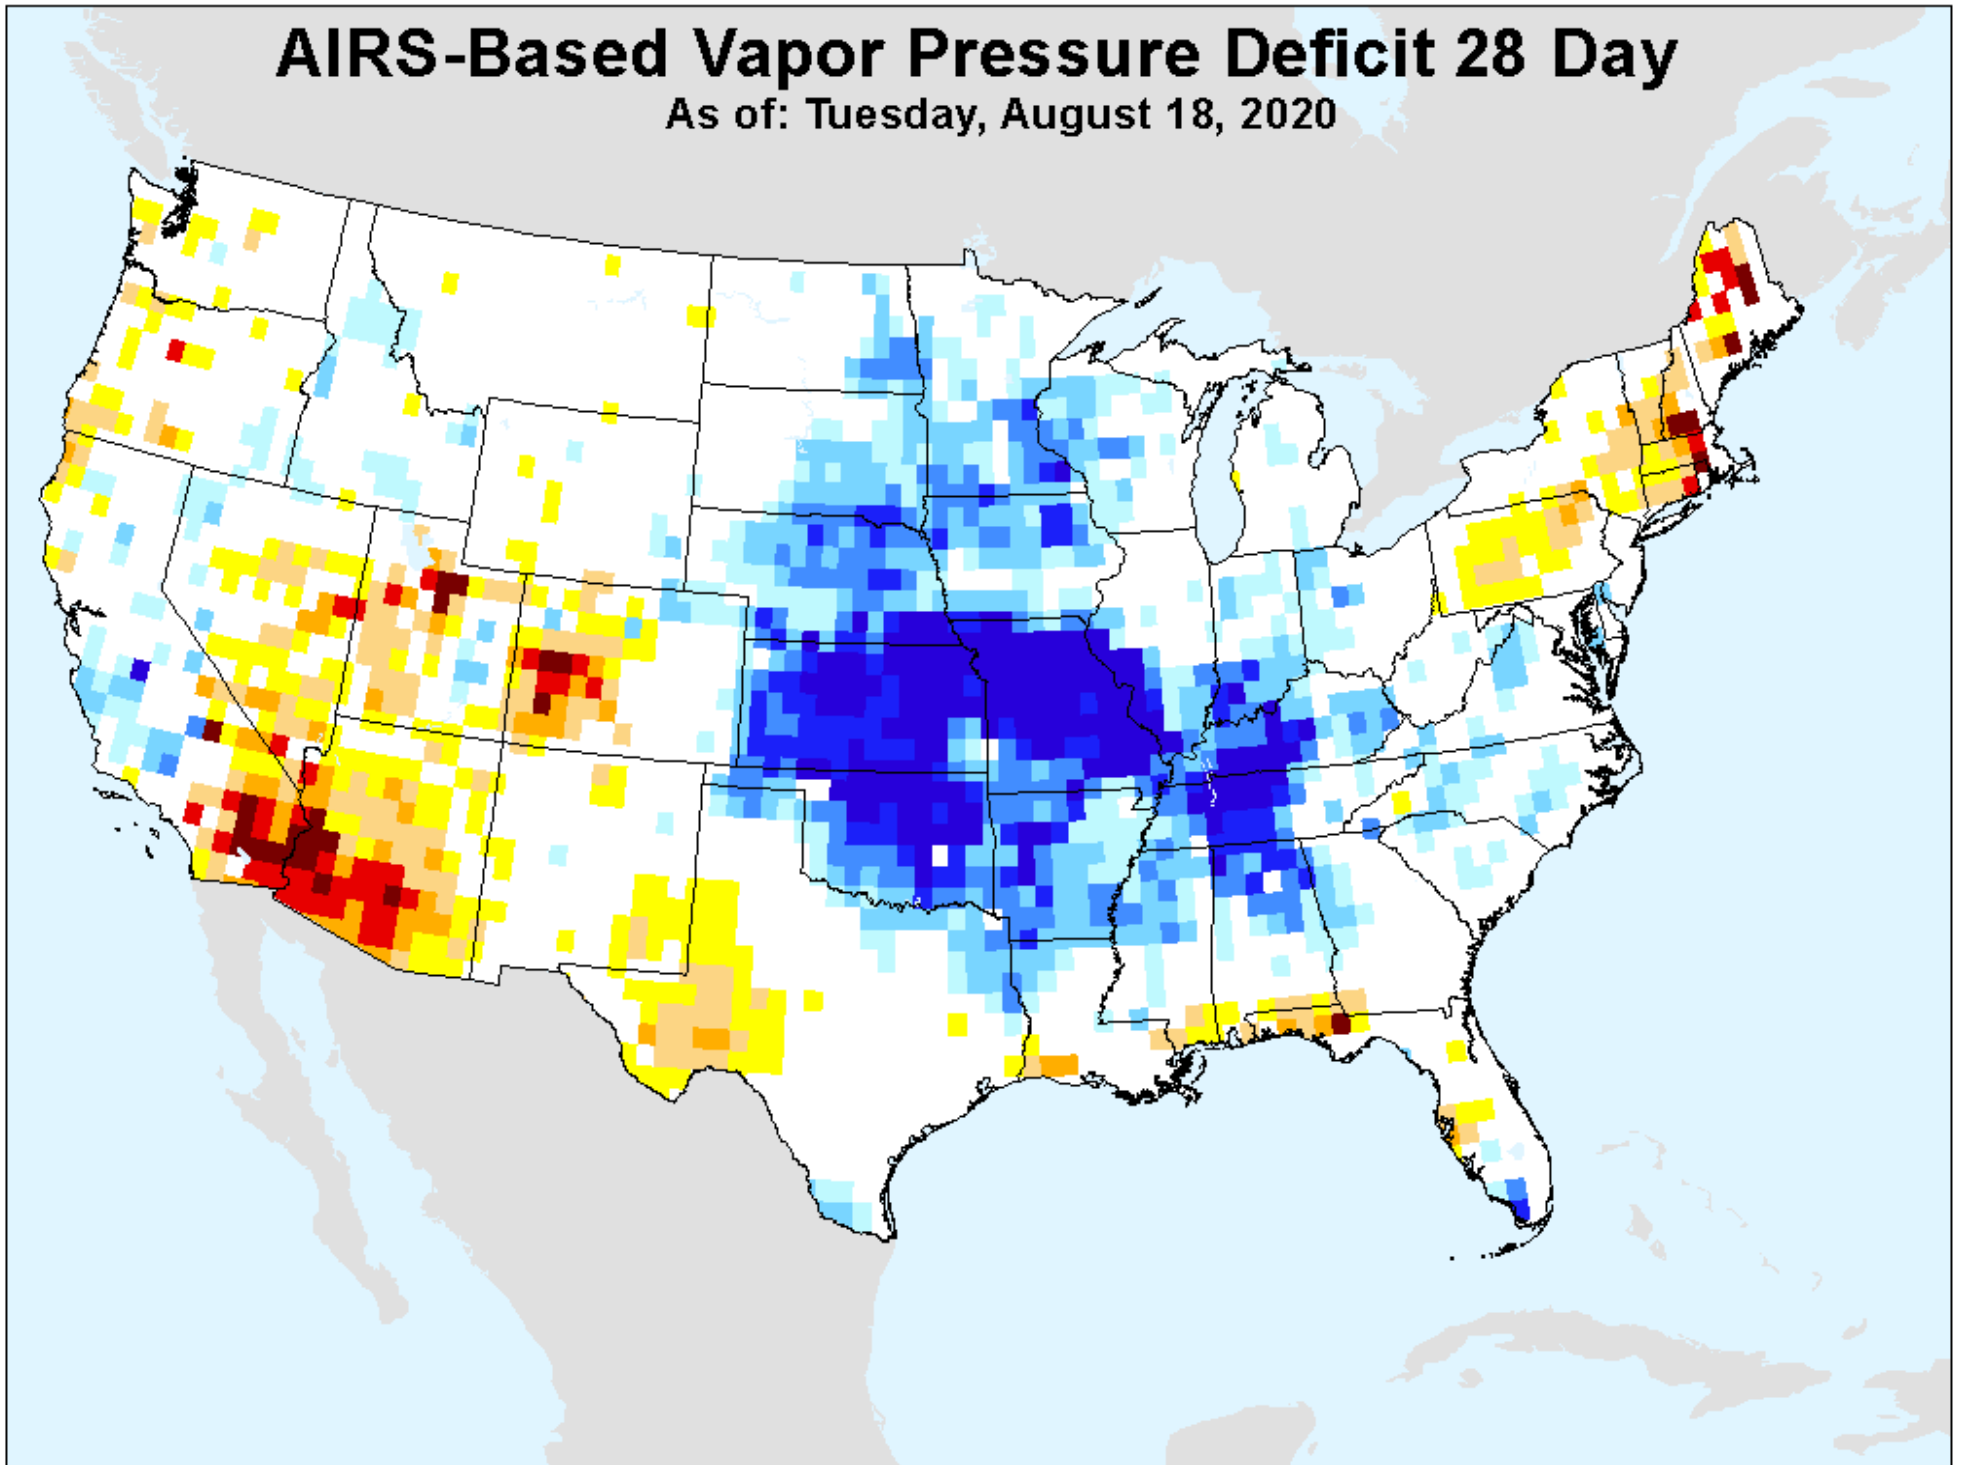 AIRS-Based Vapor Pressure Deficit 28 Day
As of: Tuesday, August 18, 2020